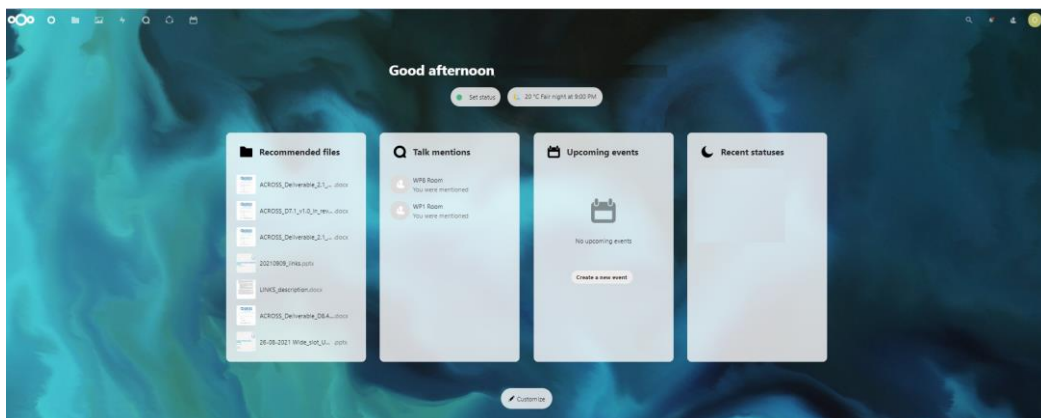 Good afternoon
Set status
20 °C Fair night at 9:00 PM
Recommended files
ACROSS_Deliverable_2.1_... .docx
ACROSS_D7.1_v1.0_in_rev... .docx
ACROSS_Deliverable_2.1_... .docx
20210909_links.pptx
LINKS_description.docx
ACROSS_Deliverable_D8.4... .docx
26-08-2021 Wide_slot_U... .pptx
Talk mentions
WP8 Room
You were mentioned
WP1 Room
You were mentioned
Upcoming events
No upcoming events
Create a new event
Recent statuses
Customize